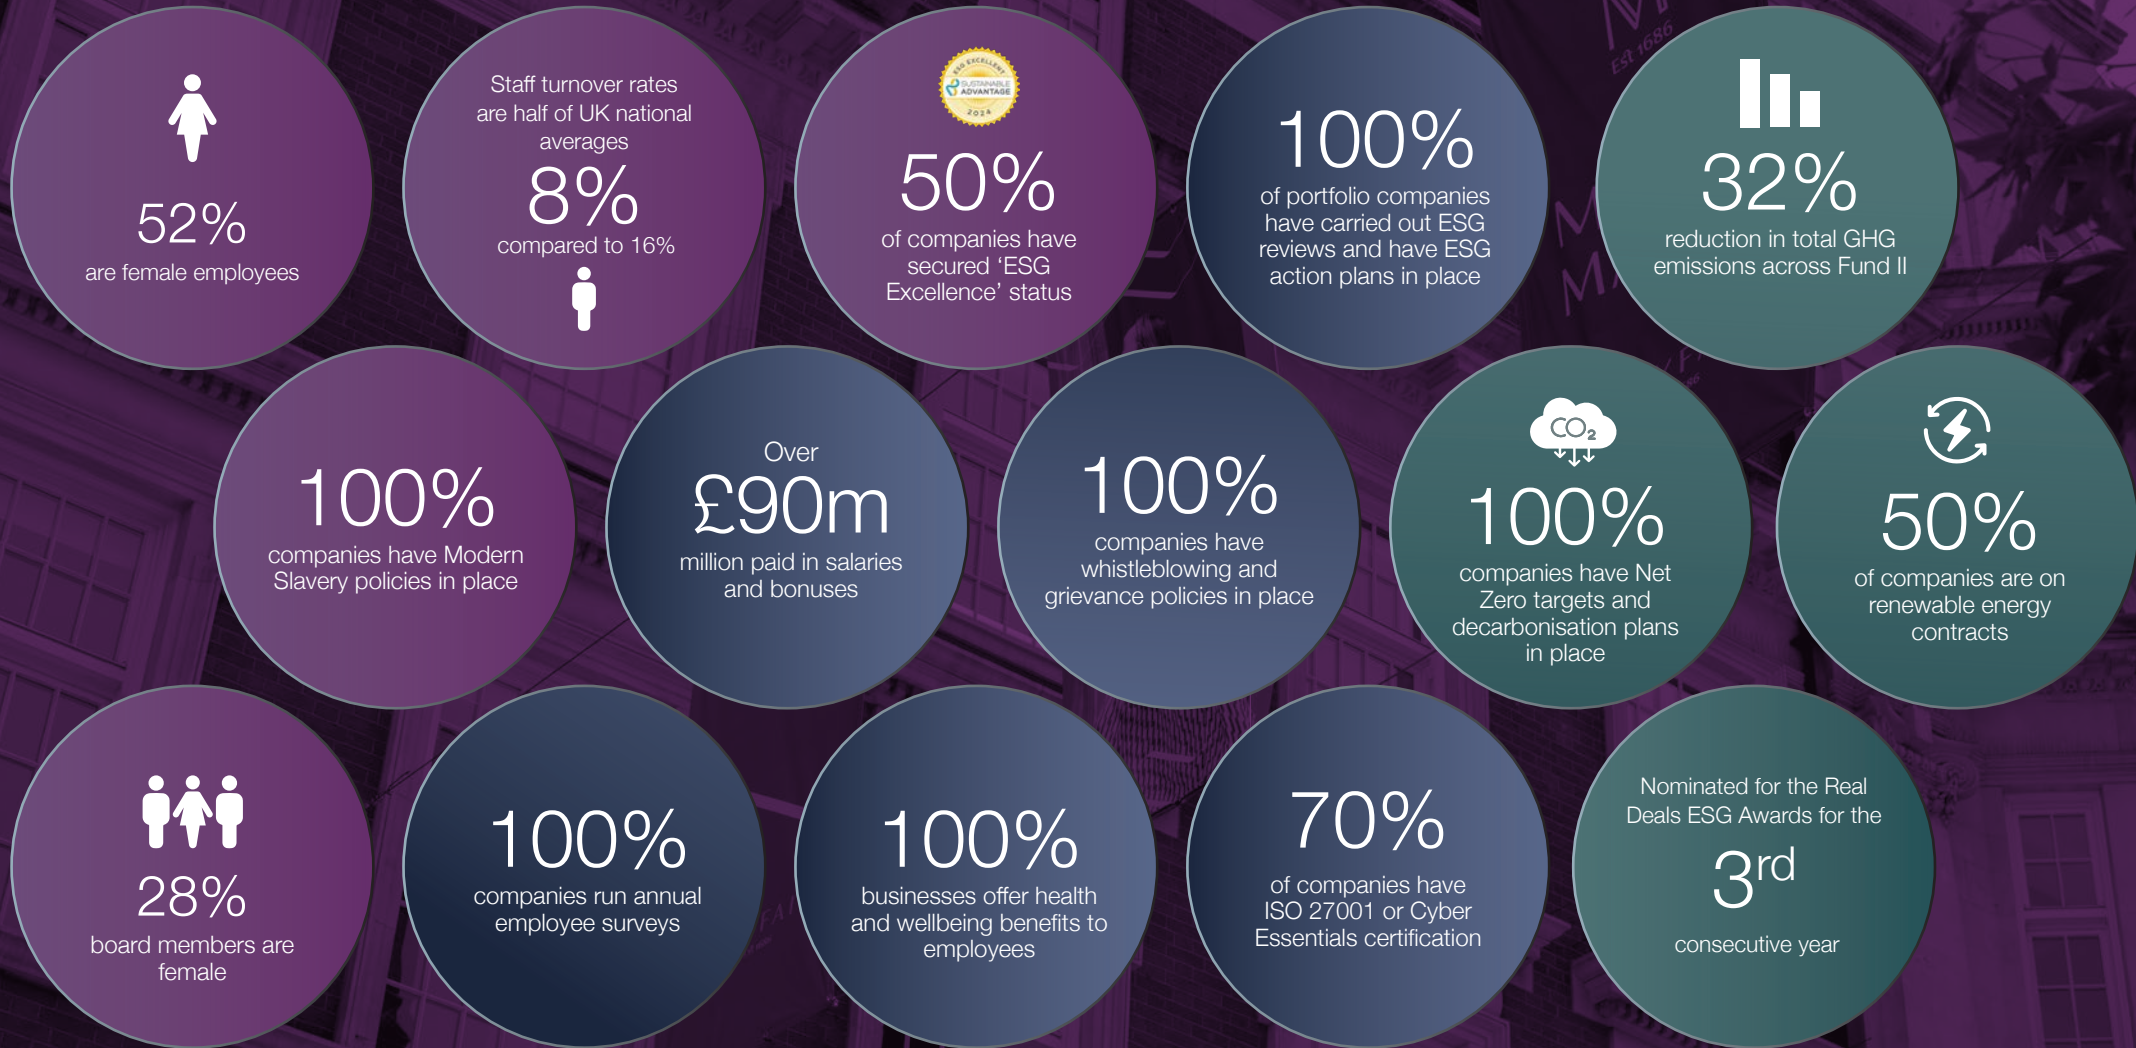 52%
are female employees
Staff turnover rates
are half of UK national
averages
8%
compared to 16%
ESG EXCELLENT
SUSTAINABLE
ADVANTAGE
2024
50%
of companies have
secured ‘ESG
Excellence’ status
100%
of portfolio companies
have carried out ESG
reviews and have ESG
action plans in place
Est 1686
32%
reduction in total GHG
emissions across Fund II
100%
companies have Modern
Slavery policies in place
Over
£90m
million paid in salaries
and bonuses
100%
companies have
whistleblowing and
grievance policies in place
CO₂
100%
companies have Net
Zero targets and
decarbonisation plans
in place
50%
of companies are on
renewable energy
contracts
28%
board members are
female
100%
companies run annual
employee surveys
100%
businesses offer health
and wellbeing benefits to
employees
70%
of companies have
ISO 27001 or Cyber
Essentials certification
Nominated for the Real
Deals ESG Awards for the
3rd
consecutive year